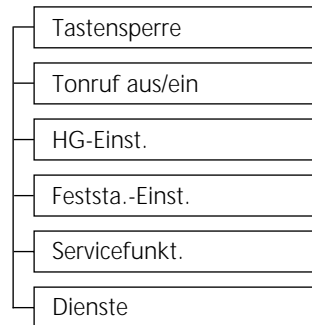 Tastensperre
Tonruf aus/ein
HG-Einst.
Feststa.-Einst.
Servicefunkt.
Dienste